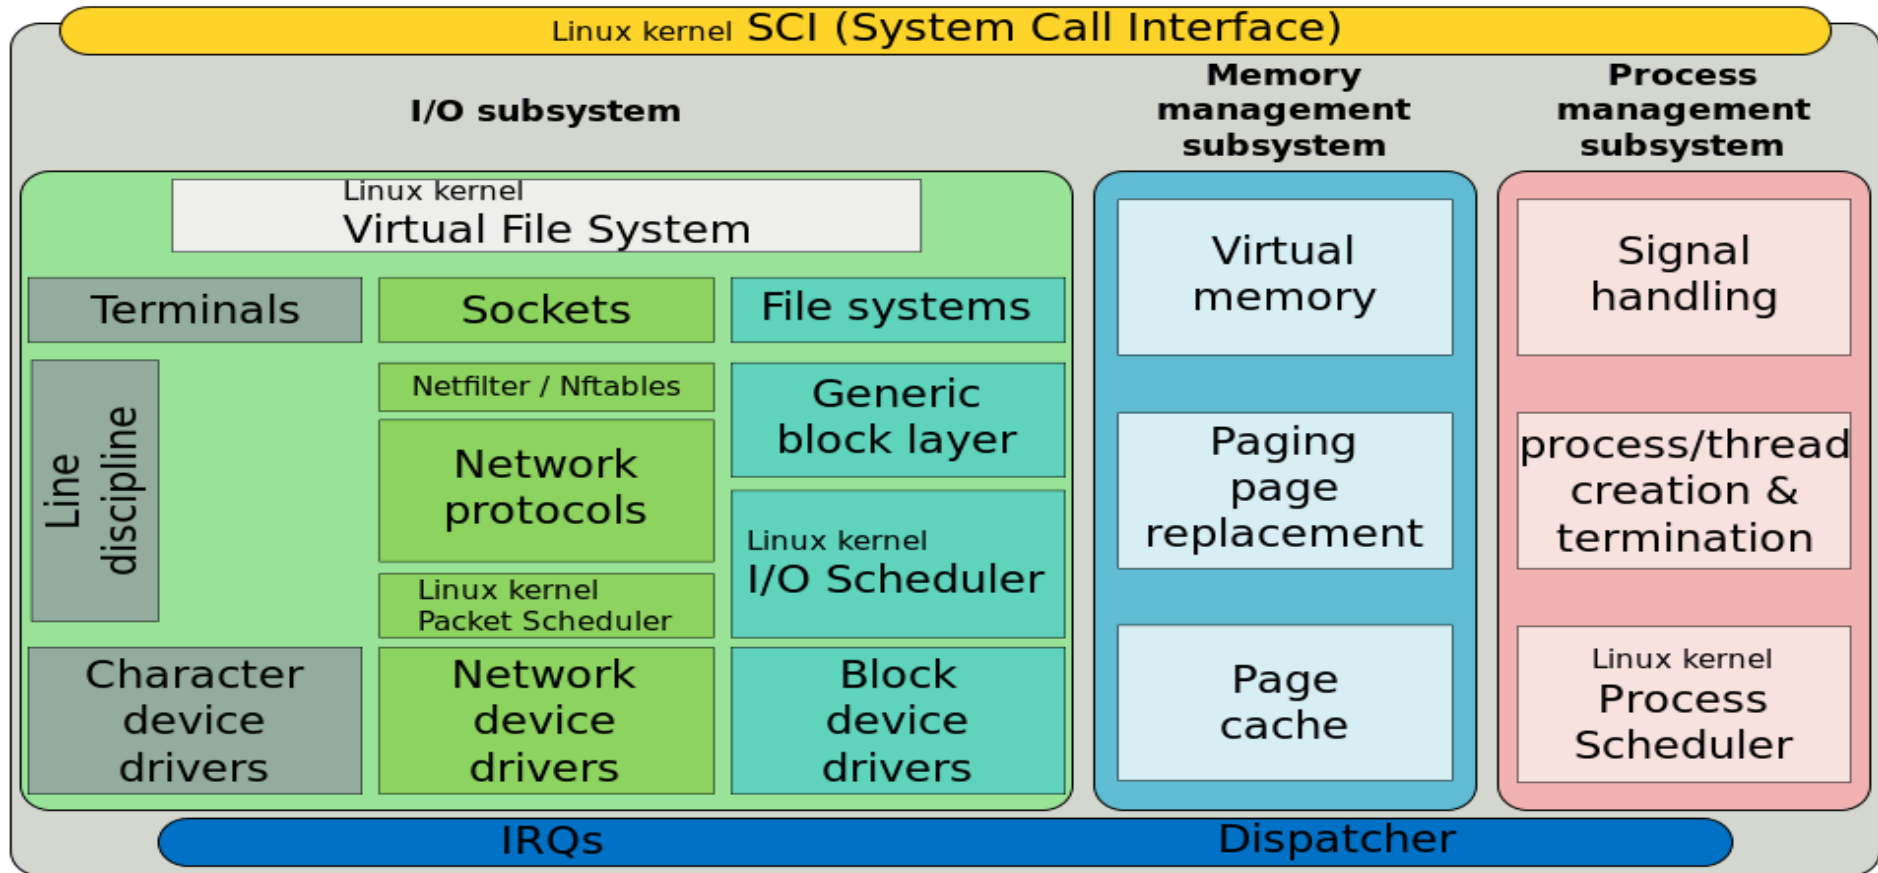 Linux kernel SCI (System Call Interface)
I/O subsystem
Memory
management
subsystem
Process
management
subsystem
Linux kernel
Virtual File System
Terminals
Sockets
File systems
Line
discipline
Netfilter / Nftables
Network
protocols
Linux kernel
Packet Scheduler
Generic
block layer
Linux kernel
I/O Scheduler
Character
device
drivers
Network
device
drivers
Block
device
drivers
Virtual
memory
Paging
page
replacement
Page
cache
Signal
handling
process/thread
creation &
termination
Linux kernel
Process
Scheduler
IRQs
Dispatcher